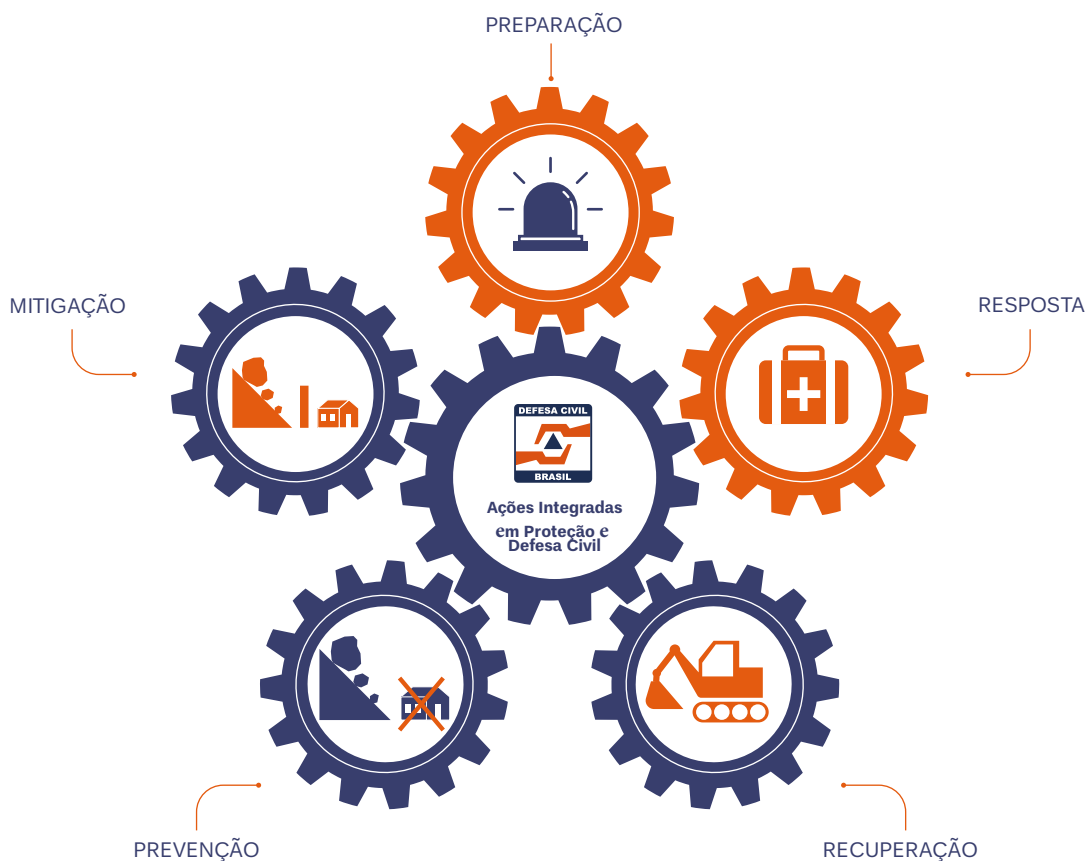 PREPARAÇÃO
MITIGAÇÃO
RESPOSTA
DEFESA CIVIL
BRASIL
Ações Integradas
em Proteção e
Defesa Civil
PREVENÇÃO
RECUPERAÇÃO